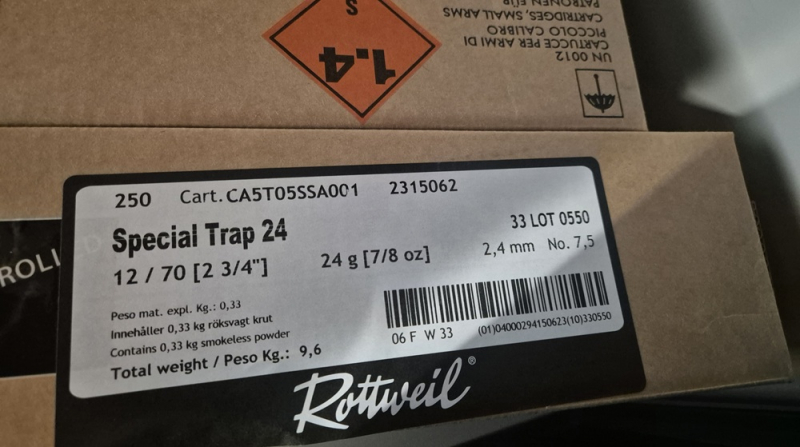 S
1.4
UN 0012
CARTUCCE PER ARMI DI
PICCOLO CALIBRO
CARTRIDGES, SMALL ARMS
PATRONEN FÜR
250 Cart. CA5T05SSA001 2315062
Special Trap 24
33 LOT 0550
12 / 70 [2 3/4"] 24 g [7/8 oz] 2,4 mm No. 7,5
Peso mat. expl. Kg.: 0,33
Innehåller 0,33 kg röksvagt krut
Contains 0,33 kg smokeless powder
Total weight / Peso Kg.: 9,6
06 F W 33 (01)04000294150623(10)330550
Rottweil®